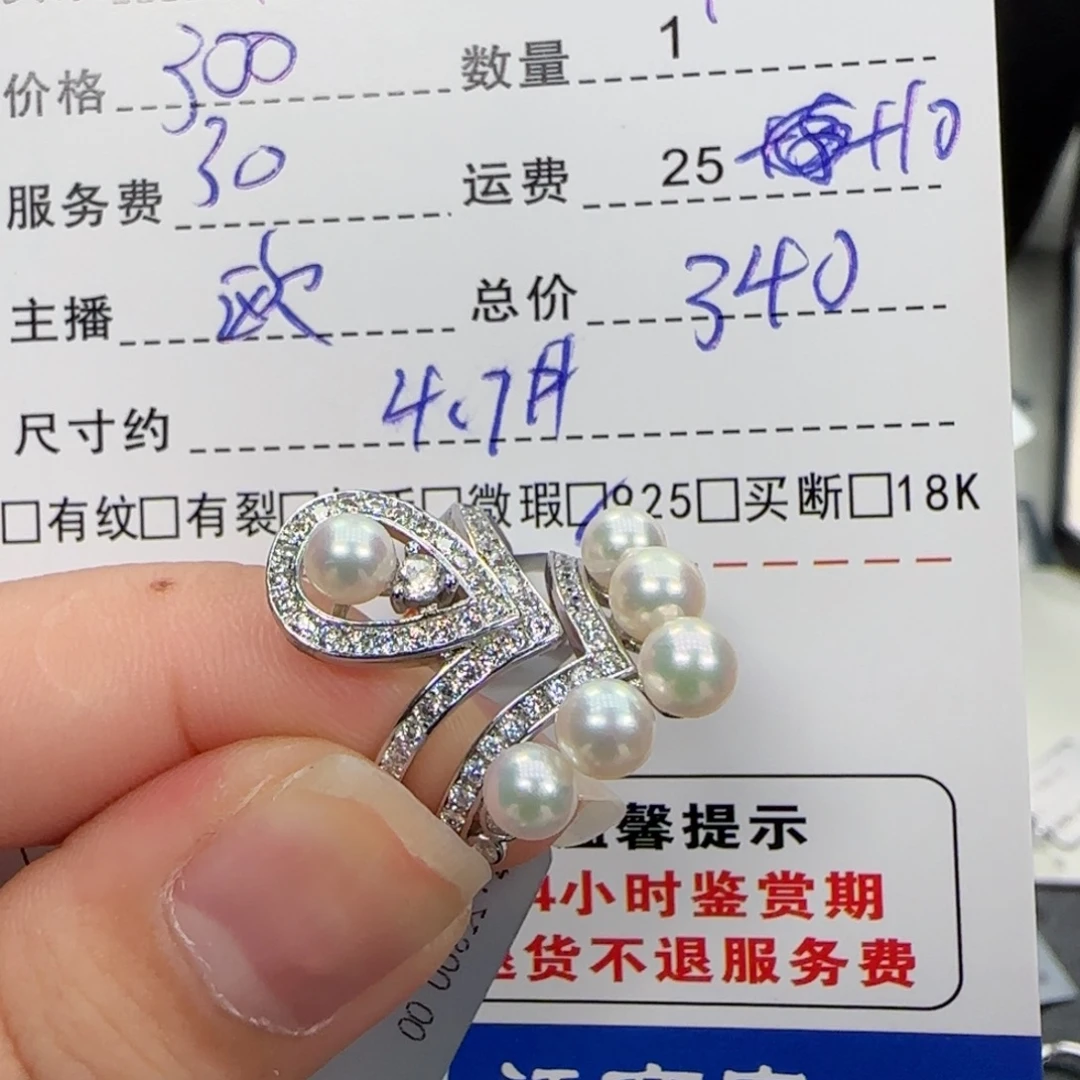 价格 300 数量 1
服务费 30 运费 25 +10
主播 欧 总价 340
尺寸约 4.7月
□有纹□有裂 微瑕□925□买断□18K
馨提示
4小时鉴赏期
货不退服务费